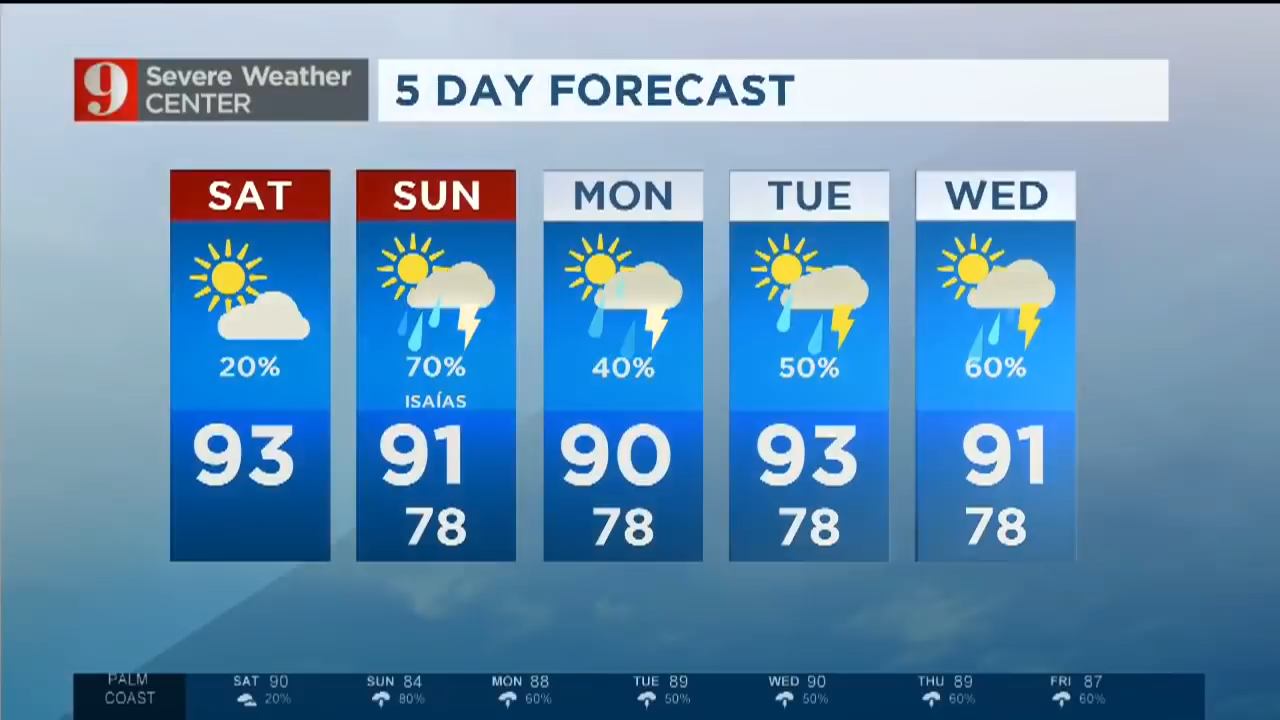 9 Severe Weather
CENTER
5 DAY FORECAST
SAT SUN MON TUE WED
20% 70% 40% 50% 60%
ISAÍAS
93 91 90 93 91
78 78 78 78
PALM
COAST
SAT 90 SUN 84 MON 88 TUE 89 WED 90 THU 89 FRI 87
20% 80% 60% 50% 50% 60% 60%